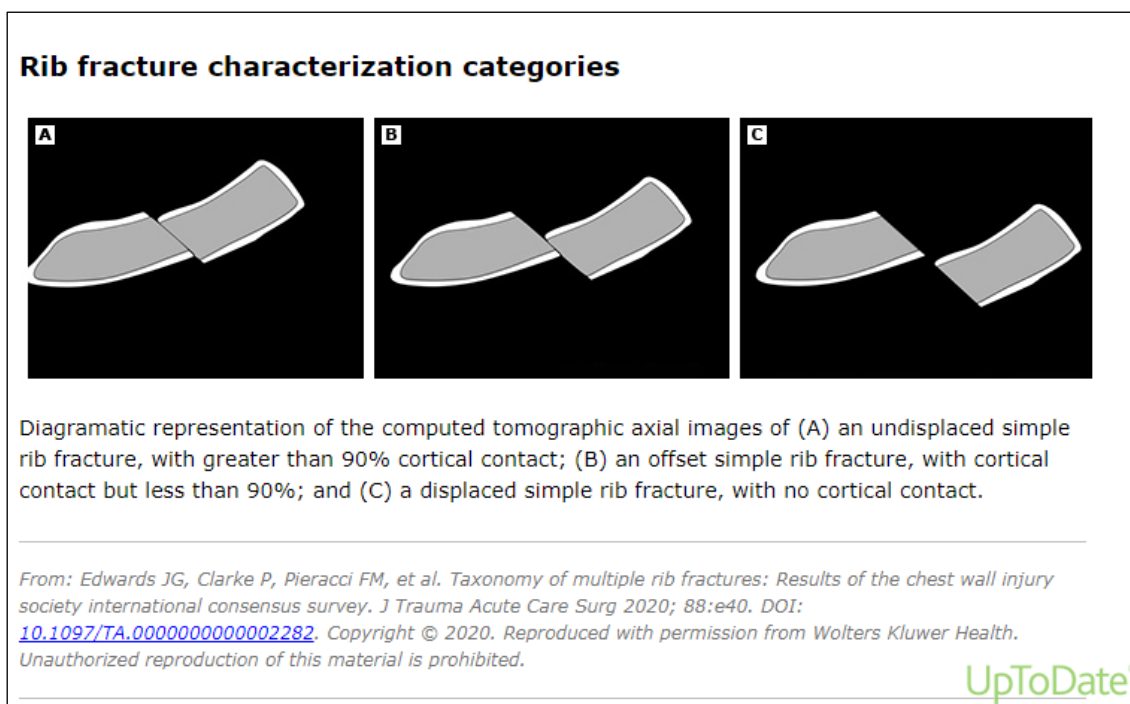 Rib fracture characterization categories
A
B
C
Diagramatic representation of the computed tomographic axial images of (A) an undisplaced simple
rib fracture, with greater than 90% cortical contact; (B) an offset simple rib fracture, with cortical
contact but less than 90%; and (C) a displaced simple rib fracture, with no cortical contact.
From: Edwards JG, Clarke P, Pieracci FM, et al. Taxonomy of multiple rib fractures: Results of the chest wall injury
society international consensus survey. J Trauma Acute Care Surg 2020; 88:e40. DOI:
10.1097/TA.0000000000002282. Copyright © 2020. Reproduced with permission from Wolters Kluwer Health.
Unauthorized reproduction of this material is prohibited.
UpToDate